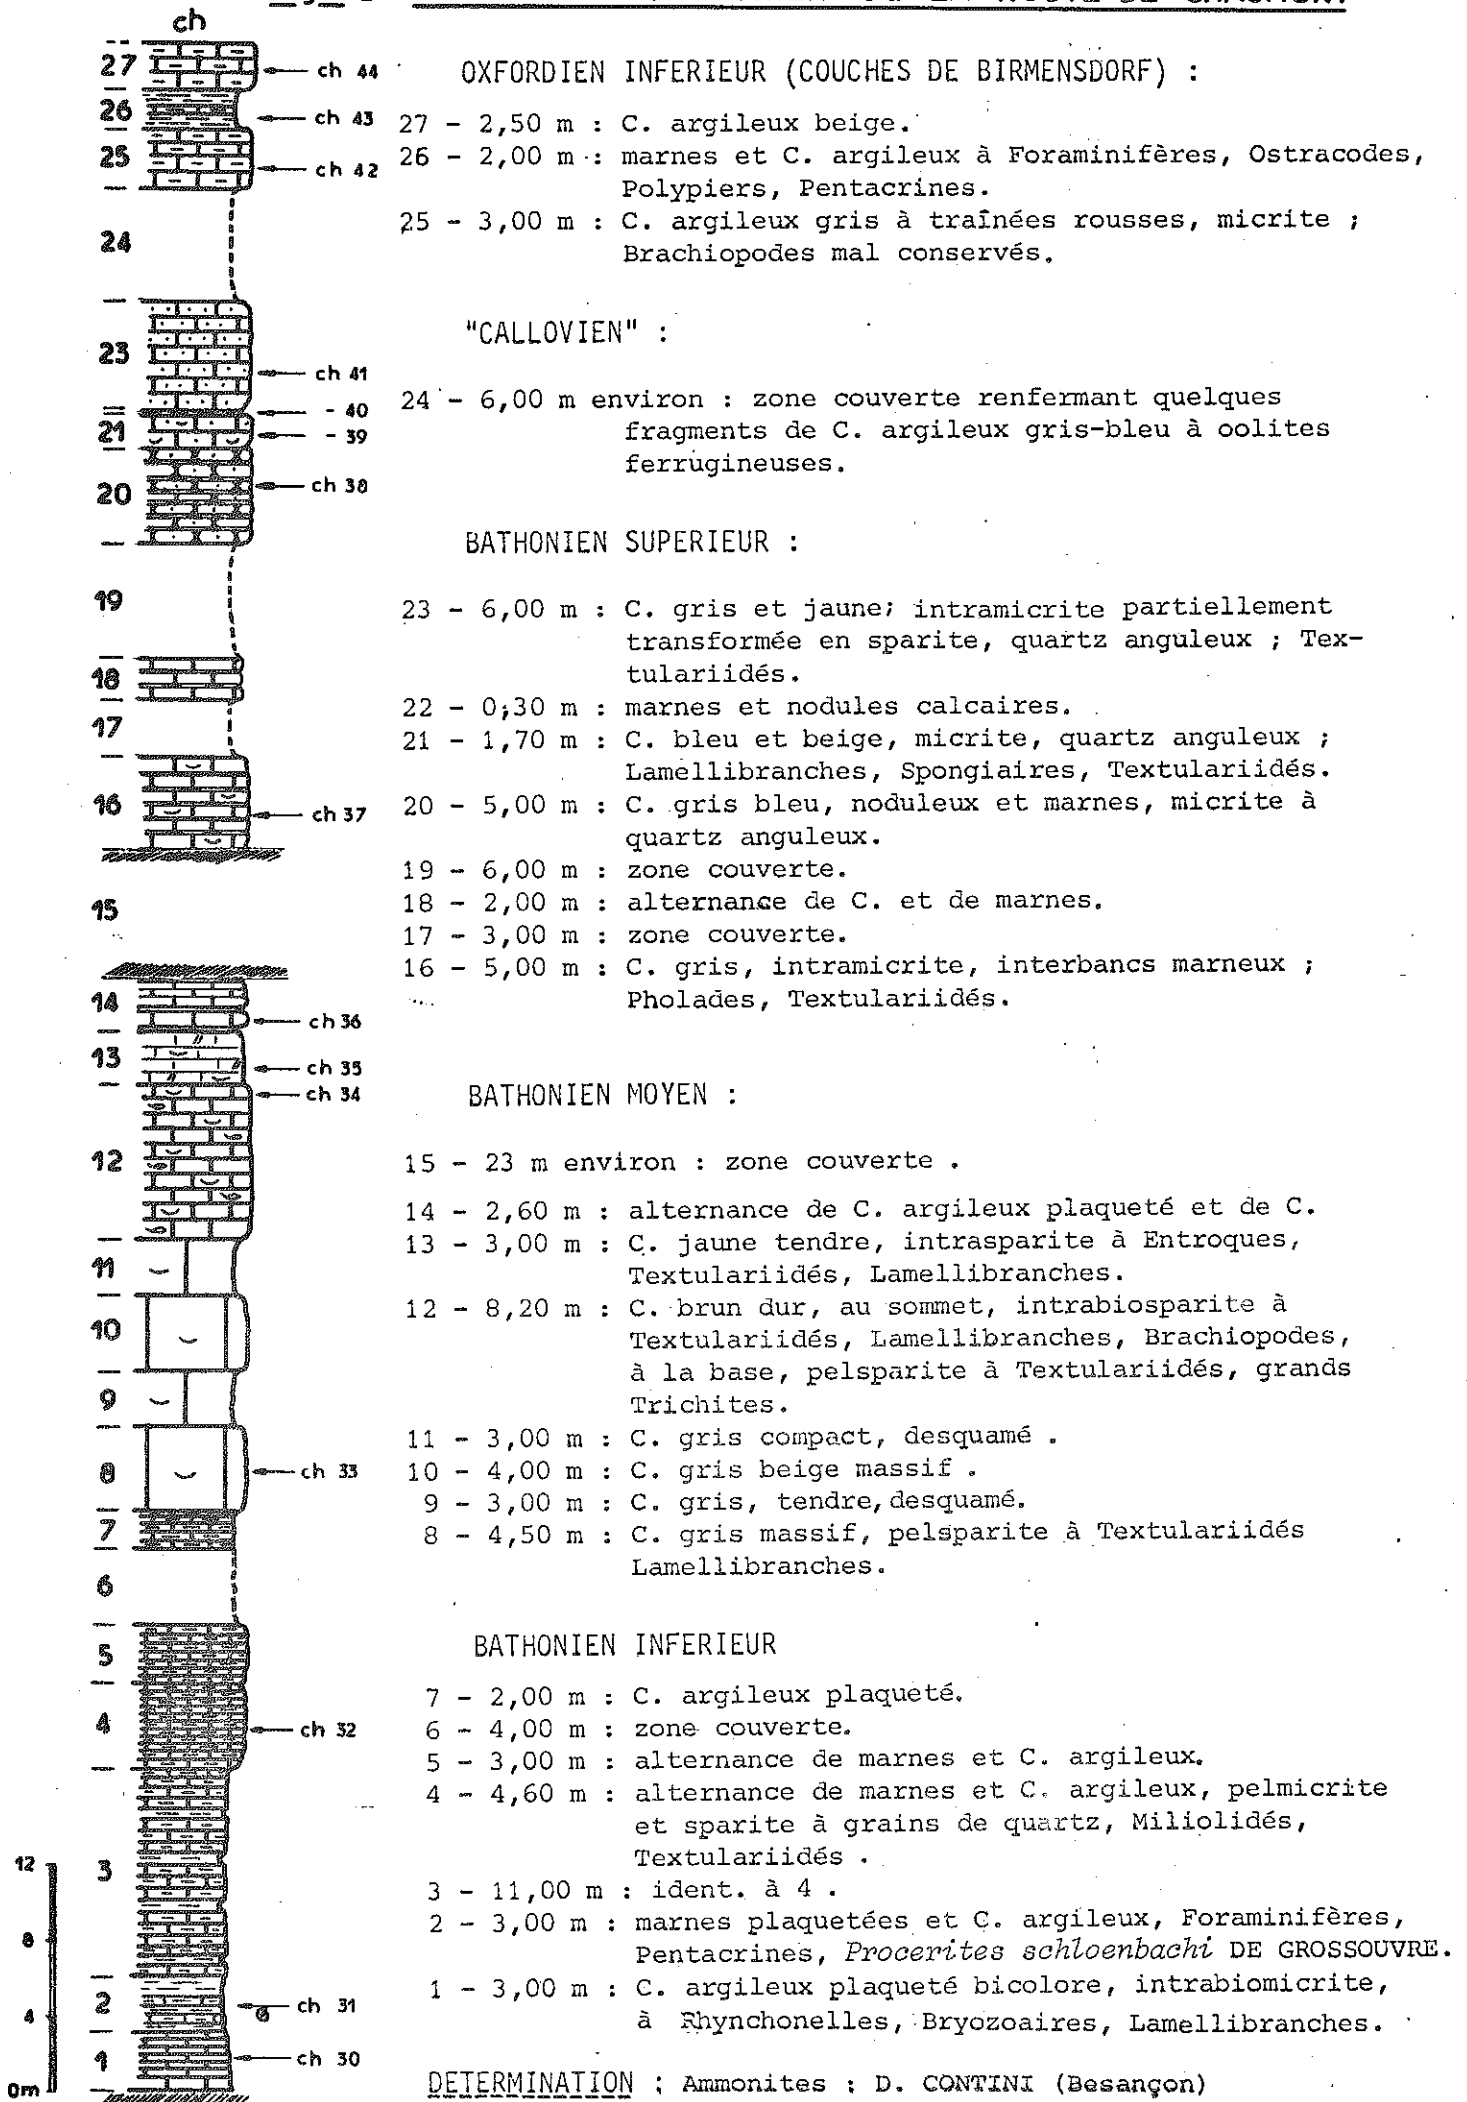 LA ROUTE DE CHAUMONT
ch
27
ch 44
26
ch 43
25
ch 42
24
23
ch 41
- 40
21
- 39
20
ch 38
19
18
17
16
ch 37
15
14
ch 36
13
ch 35
ch 34
12
11
10
9
8
ch 33
7
6
5
4
ch 32
3
2
ch 31
1
ch 30
12
8
4
0m
OXFORDIEN INFERIEUR (COUCHES DE BIRMENSDORF) :
27 - 2,50 m : C. argileux beige.
26 - 2,00 m : marnes et C. argileux à Foraminifères, Ostracodes,
Polypiers, Pentacrines.
25 - 3,00 m : C. argileux gris à traînées rousses, micrite ;
Brachiopodes mal conservés.
"CALLOVIEN" :
24 - 6,00 m environ : zone couverte renfermant quelques
fragments de C. argileux gris-bleu à oolites
ferrugineuses.
BATHONIEN SUPERIEUR :
23 - 6,00 m : C. gris et jaune; intramicrite partiellement
transformée en sparite, quartz anguleux ; Tex-
tulariidés.
22 - 0;30 m : marnes et nodules calcaires.
21 - 1,70 m : C. bleu et beige, micrite, quartz anguleux ;
Lamellibranches, Spongiaires, Textulariidés.
20 - 5,00 m : C. gris bleu, noduleux et marnes, micrite à
quartz anguleux.
19 - 6,00 m : zone couverte.
18 - 2,00 m : alternance de C. et de marnes.
17 - 3,00 m : zone couverte.
16 - 5,00 m : C. gris, intramicrite, interbancs marneux ;
Pholades, Textulariidés.
BATHONIEN MOYEN :
15 - 23 m environ : zone couverte .
14 - 2,60 m : alternance de C. argileux plaqueté et de C.
13 - 3,00 m : C. jaune tendre, intrasparite à Entroques,
Textulariidés, Lamellibranches.
12 - 8,20 m : C. brun dur, au sommet, intrabiosparite à
Textulariidés, Lamellibranches, Brachiopodes,
à la base, pelsparite à Textulariidés, grands
Trichites.
11 - 3,00 m : C. gris compact, desquamé .
10 - 4,00 m : C. gris beige massif .
9 - 3,00 m : C. gris, tendre, desquamé.
8 - 4,50 m : C. gris massif, pelsparite à Textulariidés
Lamellibranches.
BATHONIEN INFERIEUR
7 - 2,00 m : C. argileux plaqueté.
6 - 4,00 m : zone couverte.
5 - 3,00 m : alternance de marnes et C. argileux.
4 - 4,60 m : alternance de marnes et C. argileux, pelmicrite
et sparite à grains de quartz, Miliolidés,
Textulariidés .
3 - 11,00 m : ident. à 4 .
2 - 3,00 m : marnes plaquetées et C. argileux, Foraminifères,
Pentacrines, Procerites schloenbachi DE GROSSOUVRE.
1 - 3,00 m : C. argileux plaqueté bicolore, intrabiomicrite,
à Rhynchonelles, Bryozoaires, Lamellibranches.
DETERMINATION : Ammonites : D. CONTINI (Besançon)